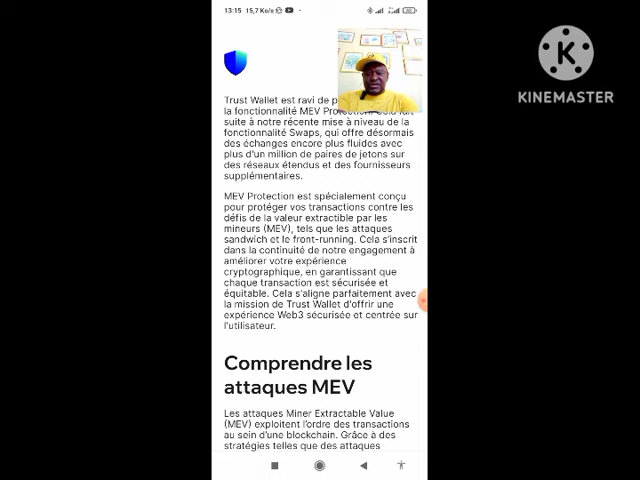 13:15 15,7 Ko/s
KINEMASTER
Trust Wallet est ravi de
la fonctionnalité MEV Protection. Cela fait
suite à notre récente mise à niveau de la
fonctionnalité Swaps, qui offre désormais
des échanges encore plus fluides avec
plus d'un million de paires de jetons sur
des réseaux étendus et des fournisseurs
supplémentaires.
MEV Protection est spécialement conçu
pour protéger vos transactions contre les
défis de la valeur extractible par les
mineurs (MEV), tels que les attaques
sandwich et le front-running. Cela s'inscrit
dans la continuité de notre engagement à
améliorer votre expérience
cryptographique, en garantissant que
chaque transaction est sécurisée et
équitable. Cela s'aligne parfaitement avec
la mission de Trust Wallet d'offrir une
expérience Web3 sécurisée et centrée sur
l'utilisateur.
Comprendre les
attaques MEV
Les attaques Miner Extractable Value
(MEV) exploitent l'ordre des transactions
au sein d'une blockchain. Grâce à des
stratégies telles que des attaques